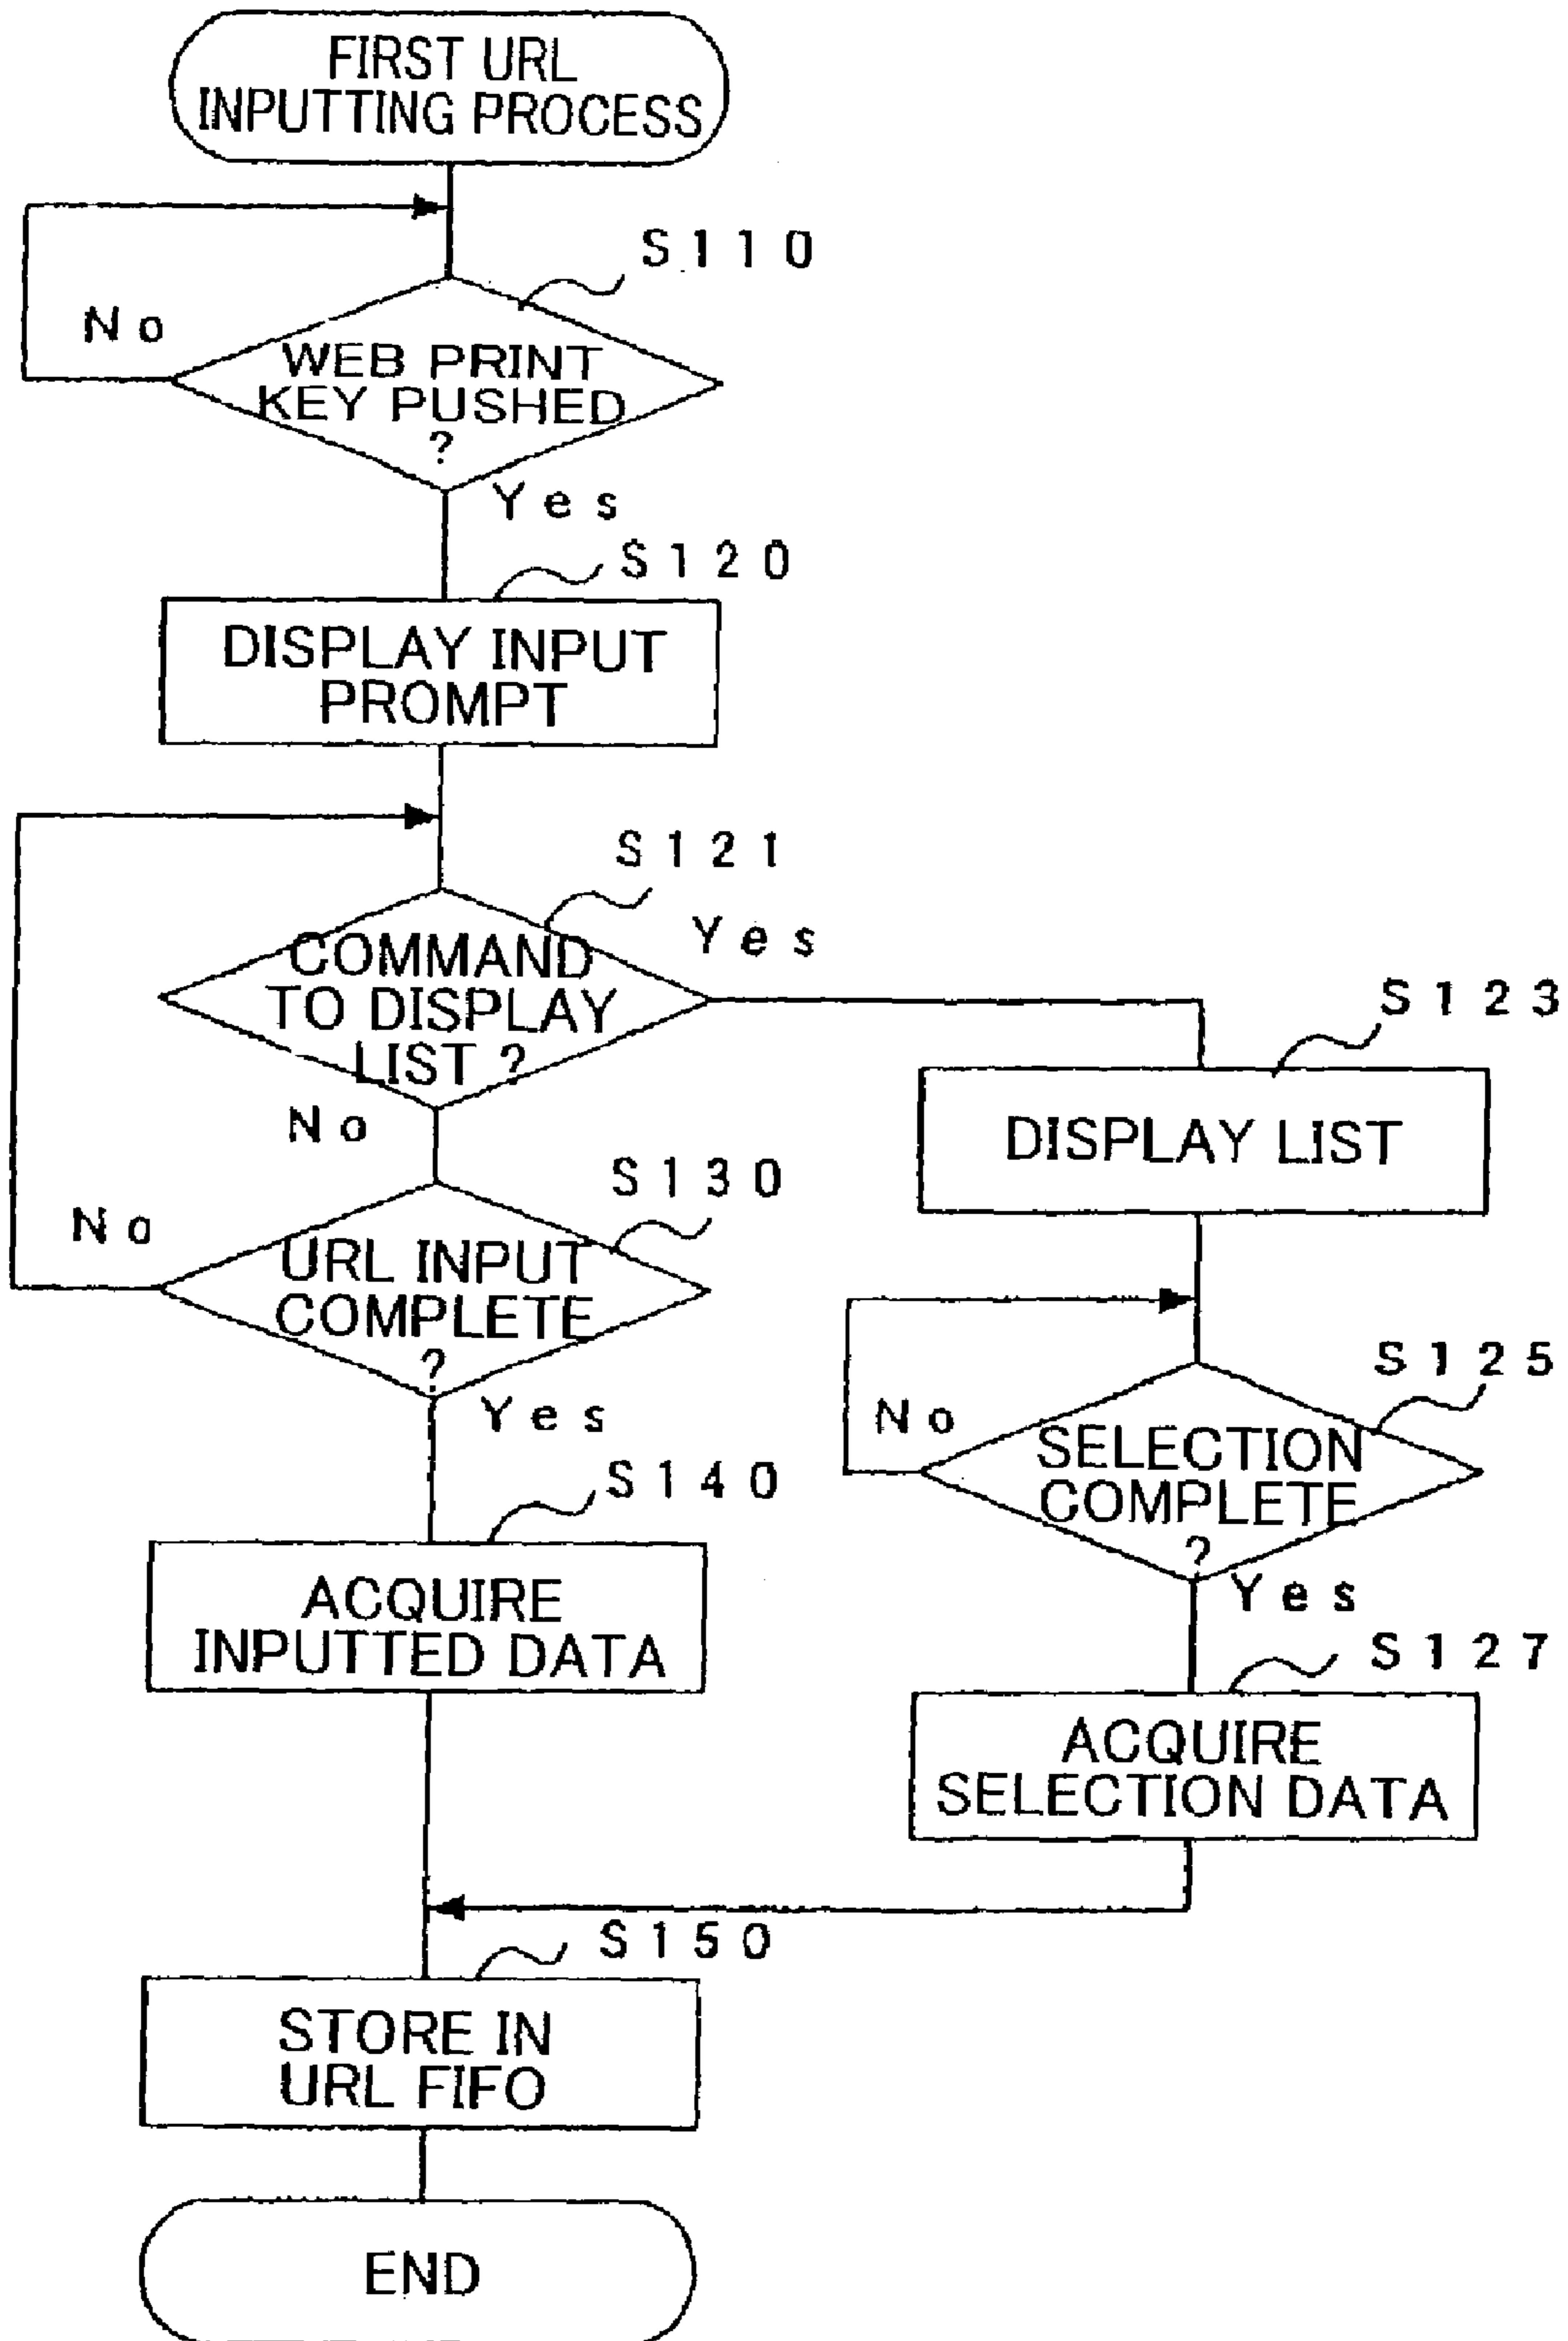 FIRST URL
INPUTTING PROCESS
S110
No
WEB PRINT
KEY PUSHED
?
Yes
S120
DISPLAY INPUT
PROMPT
S121
Yes
COMMAND
TO DISPLAY
LIST ?
No
S123
DISPLAY LIST
S130
No
URL INPUT
COMPLETE
?
Yes
S125
No
SELECTION
COMPLETE
?
Yes
S140
ACQUIRE
INPUTTED DATA
S127
ACQUIRE
SELECTION DATA
S150
STORE IN
URL FIFO
END